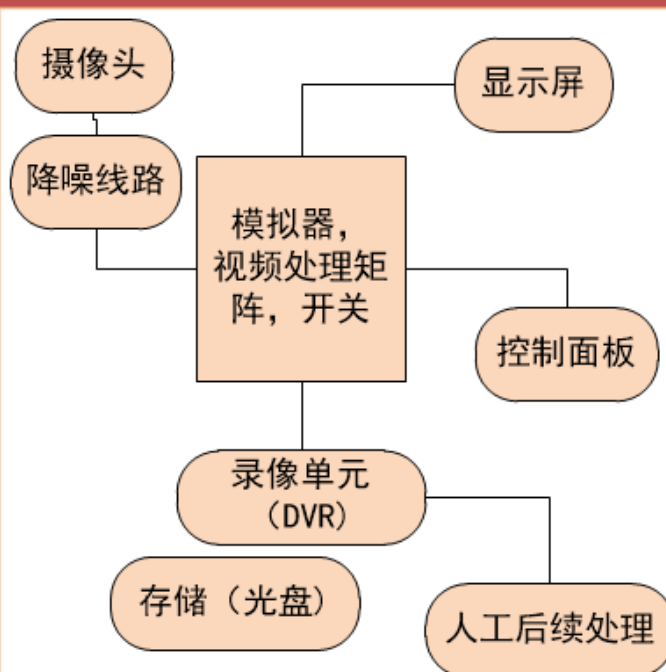 摄像头
显示屏
降噪线路
模拟器，
视频处理矩
阵，开关
控制面板
录像单元
（DVR）
存储（光盘）
人工后续处理